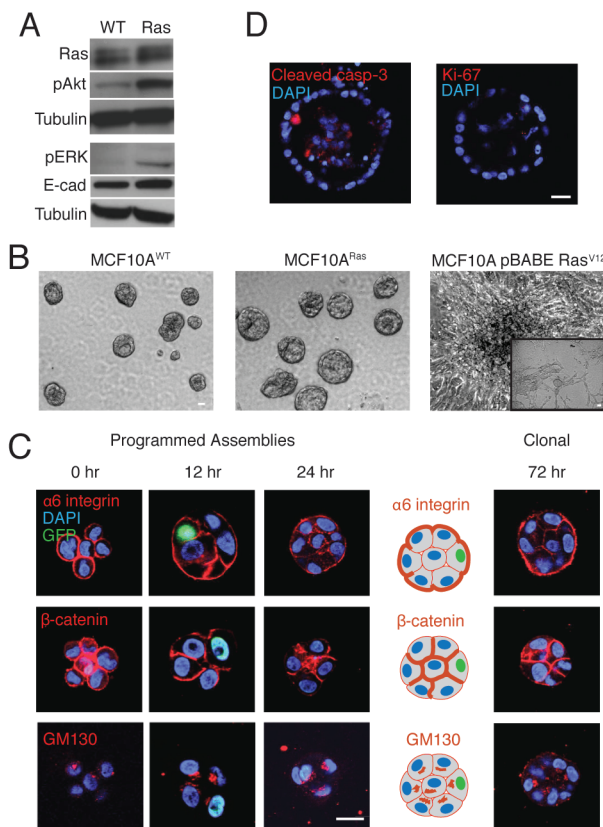 A
WT Ras
Ras
pAkt
Tubulin
pERK
E-cad
Tubulin
D
Cleaved casp-3
DAPI
Ki-67
DAPI
B
MCF10A^WT
MCF10A^Ras
MCF10A pBABE Ras^V12
C
Programmed Assemblies
Clonal
0 hr
12 hr
24 hr
72 hr
α6 integrin
DAPI
GFP
α6 integrin
β-catenin
β-catenin
GM130
GM130